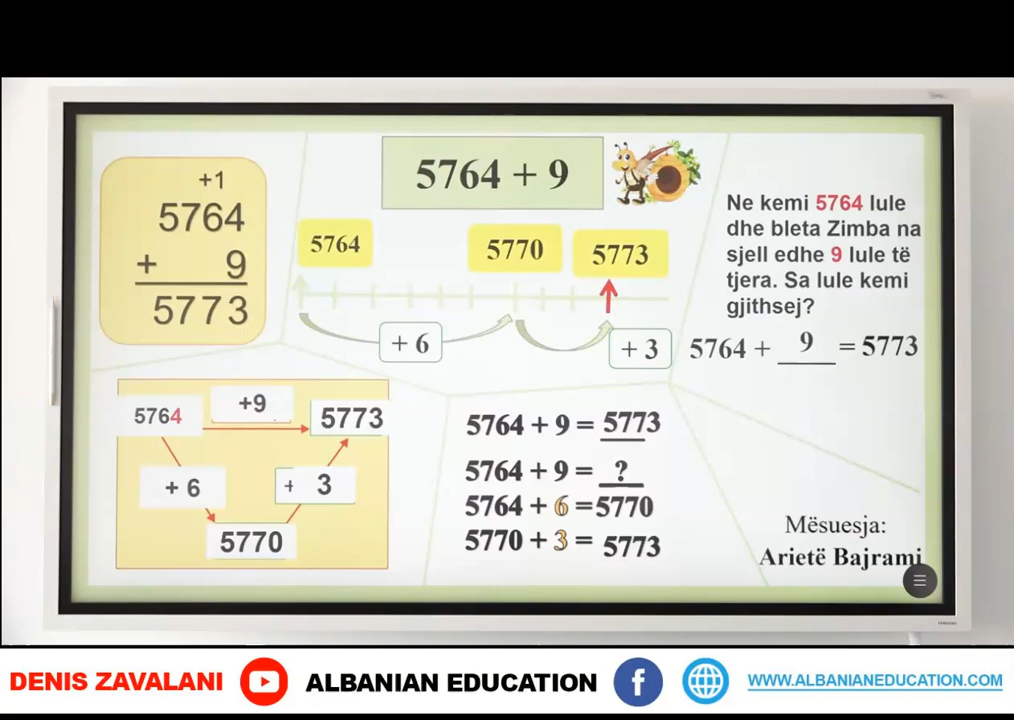 5764 + 9
+1
5764
+ 9
5773
5764
5770
5773
+ 6
+ 3
Ne kemi 5764 lule
dhe bleta Zimba na
sjell edhe 9 lule të
tjera. Sa lule kemi
gjithsej?
5764 + 9 = 5773
5764
+9
5773
+ 6
+ 3
5770
5764 + 9 = 5773
5764 + 9 = ?
5764 + 6 = 5770
5770 + 3 = 5773
Mësuesja:
Arietë Bajrami
DENIS ZAVALANI
ALBANIAN EDUCATION
f
WWW.ALBANIANEDUCATION.COM